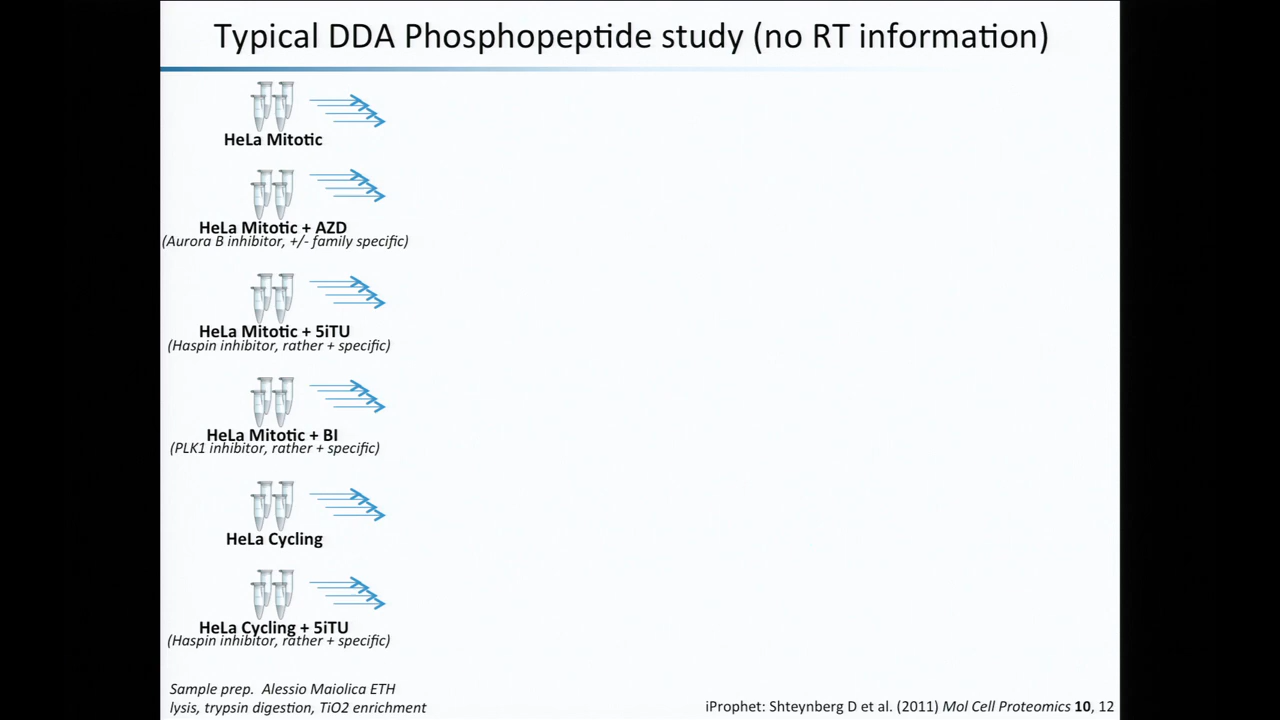 Typical DDA Phosphopeptide study (no RT information)
HeLa Mitotic
HeLa Mitotic + AZD
(Aurora B inhibitor, +/- family specific)
HeLa Mitotic + 5iTU
(Haspin inhibitor, rather + specific)
HeLa Mitotic + BI
(PLK1 inhibitor, rather + specific)
HeLa Cycling
HeLa Cycling + 5iTU
(Haspin inhibitor, rather + specific)
Sample prep. Alessio Maiolica ETH
lysis, trypsin digestion, TiO2 enrichment
iProphet: Shteynberg D et al. (2011) Mol Cell Proteomics 10, 12